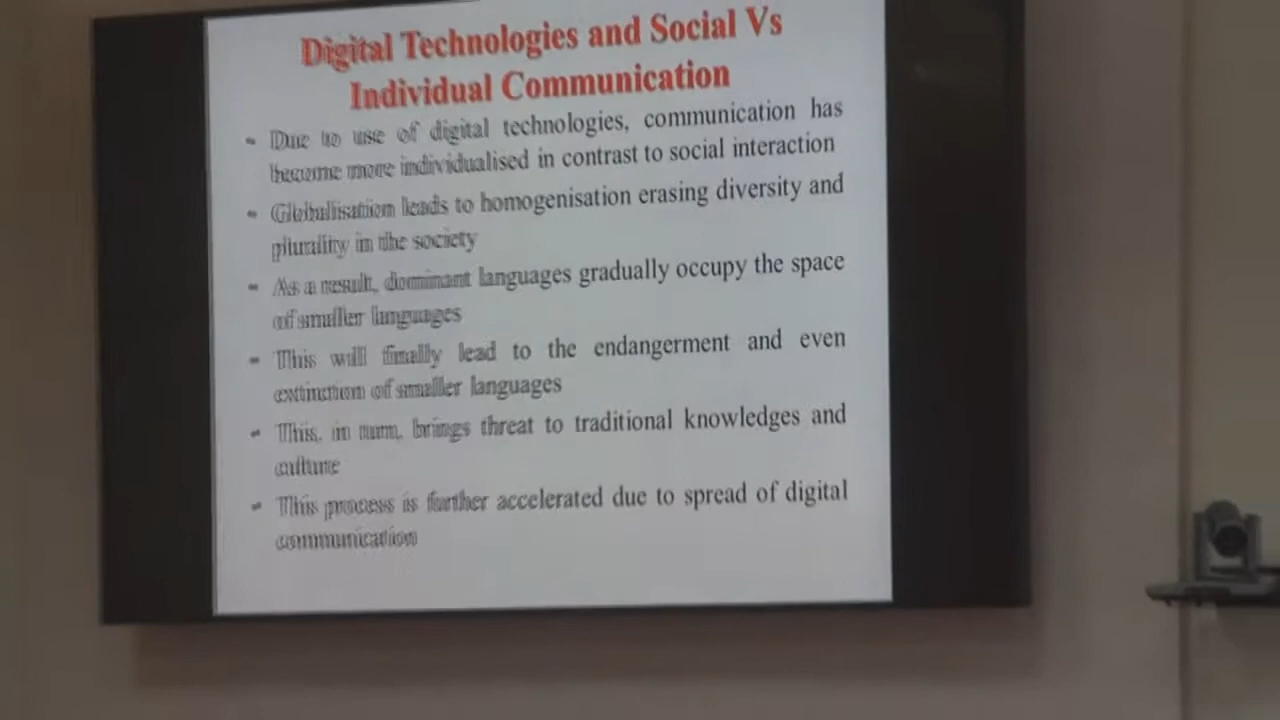 Digital Technologies and Social Vs
Individual Communication
- Due to use of digital technologies, communication has
become more individualised in contrast to social interaction
- Globalisation leads to homogenisation erasing diversity and
plurality in the society
- As a result, dominant languages gradually occupy the space
of smaller languages
- This will finally lead to the endangerment and even
extinction of smaller languages
- This, in turn, brings threat to traditional knowledges and
culture
- This process is further accelerated due to spread of digital
communication